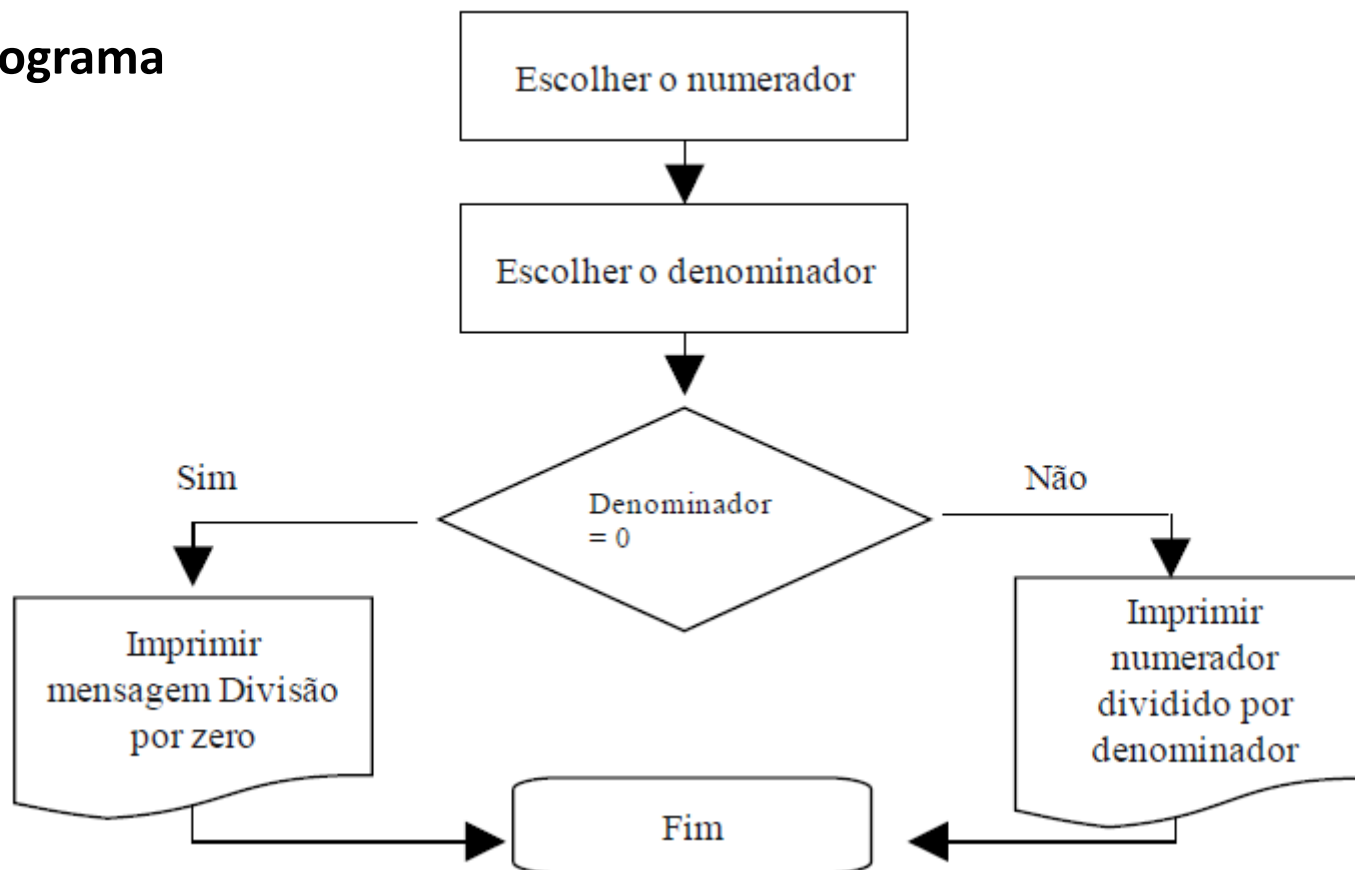 ograma
Escolher o numerador
Escolher o denominador
Sim
Não
Denominador
= 0
Imprimir
mensagem Divisão
por zero
Imprimir
numerador
dividido por
denominador
Fim